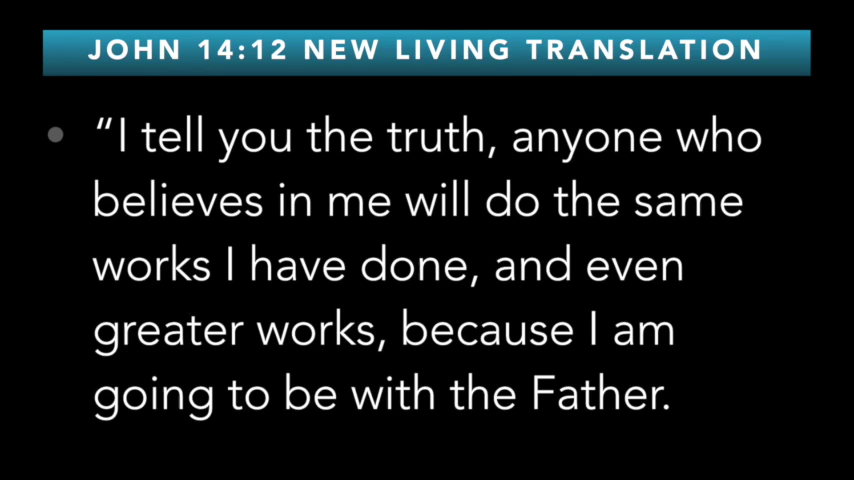 JOHN 14:12 NEW LIVING TRANSLATION
• “I tell you the truth, anyone who
believes in me will do the same
works I have done, and even
greater works, because I am
going to be with the Father.